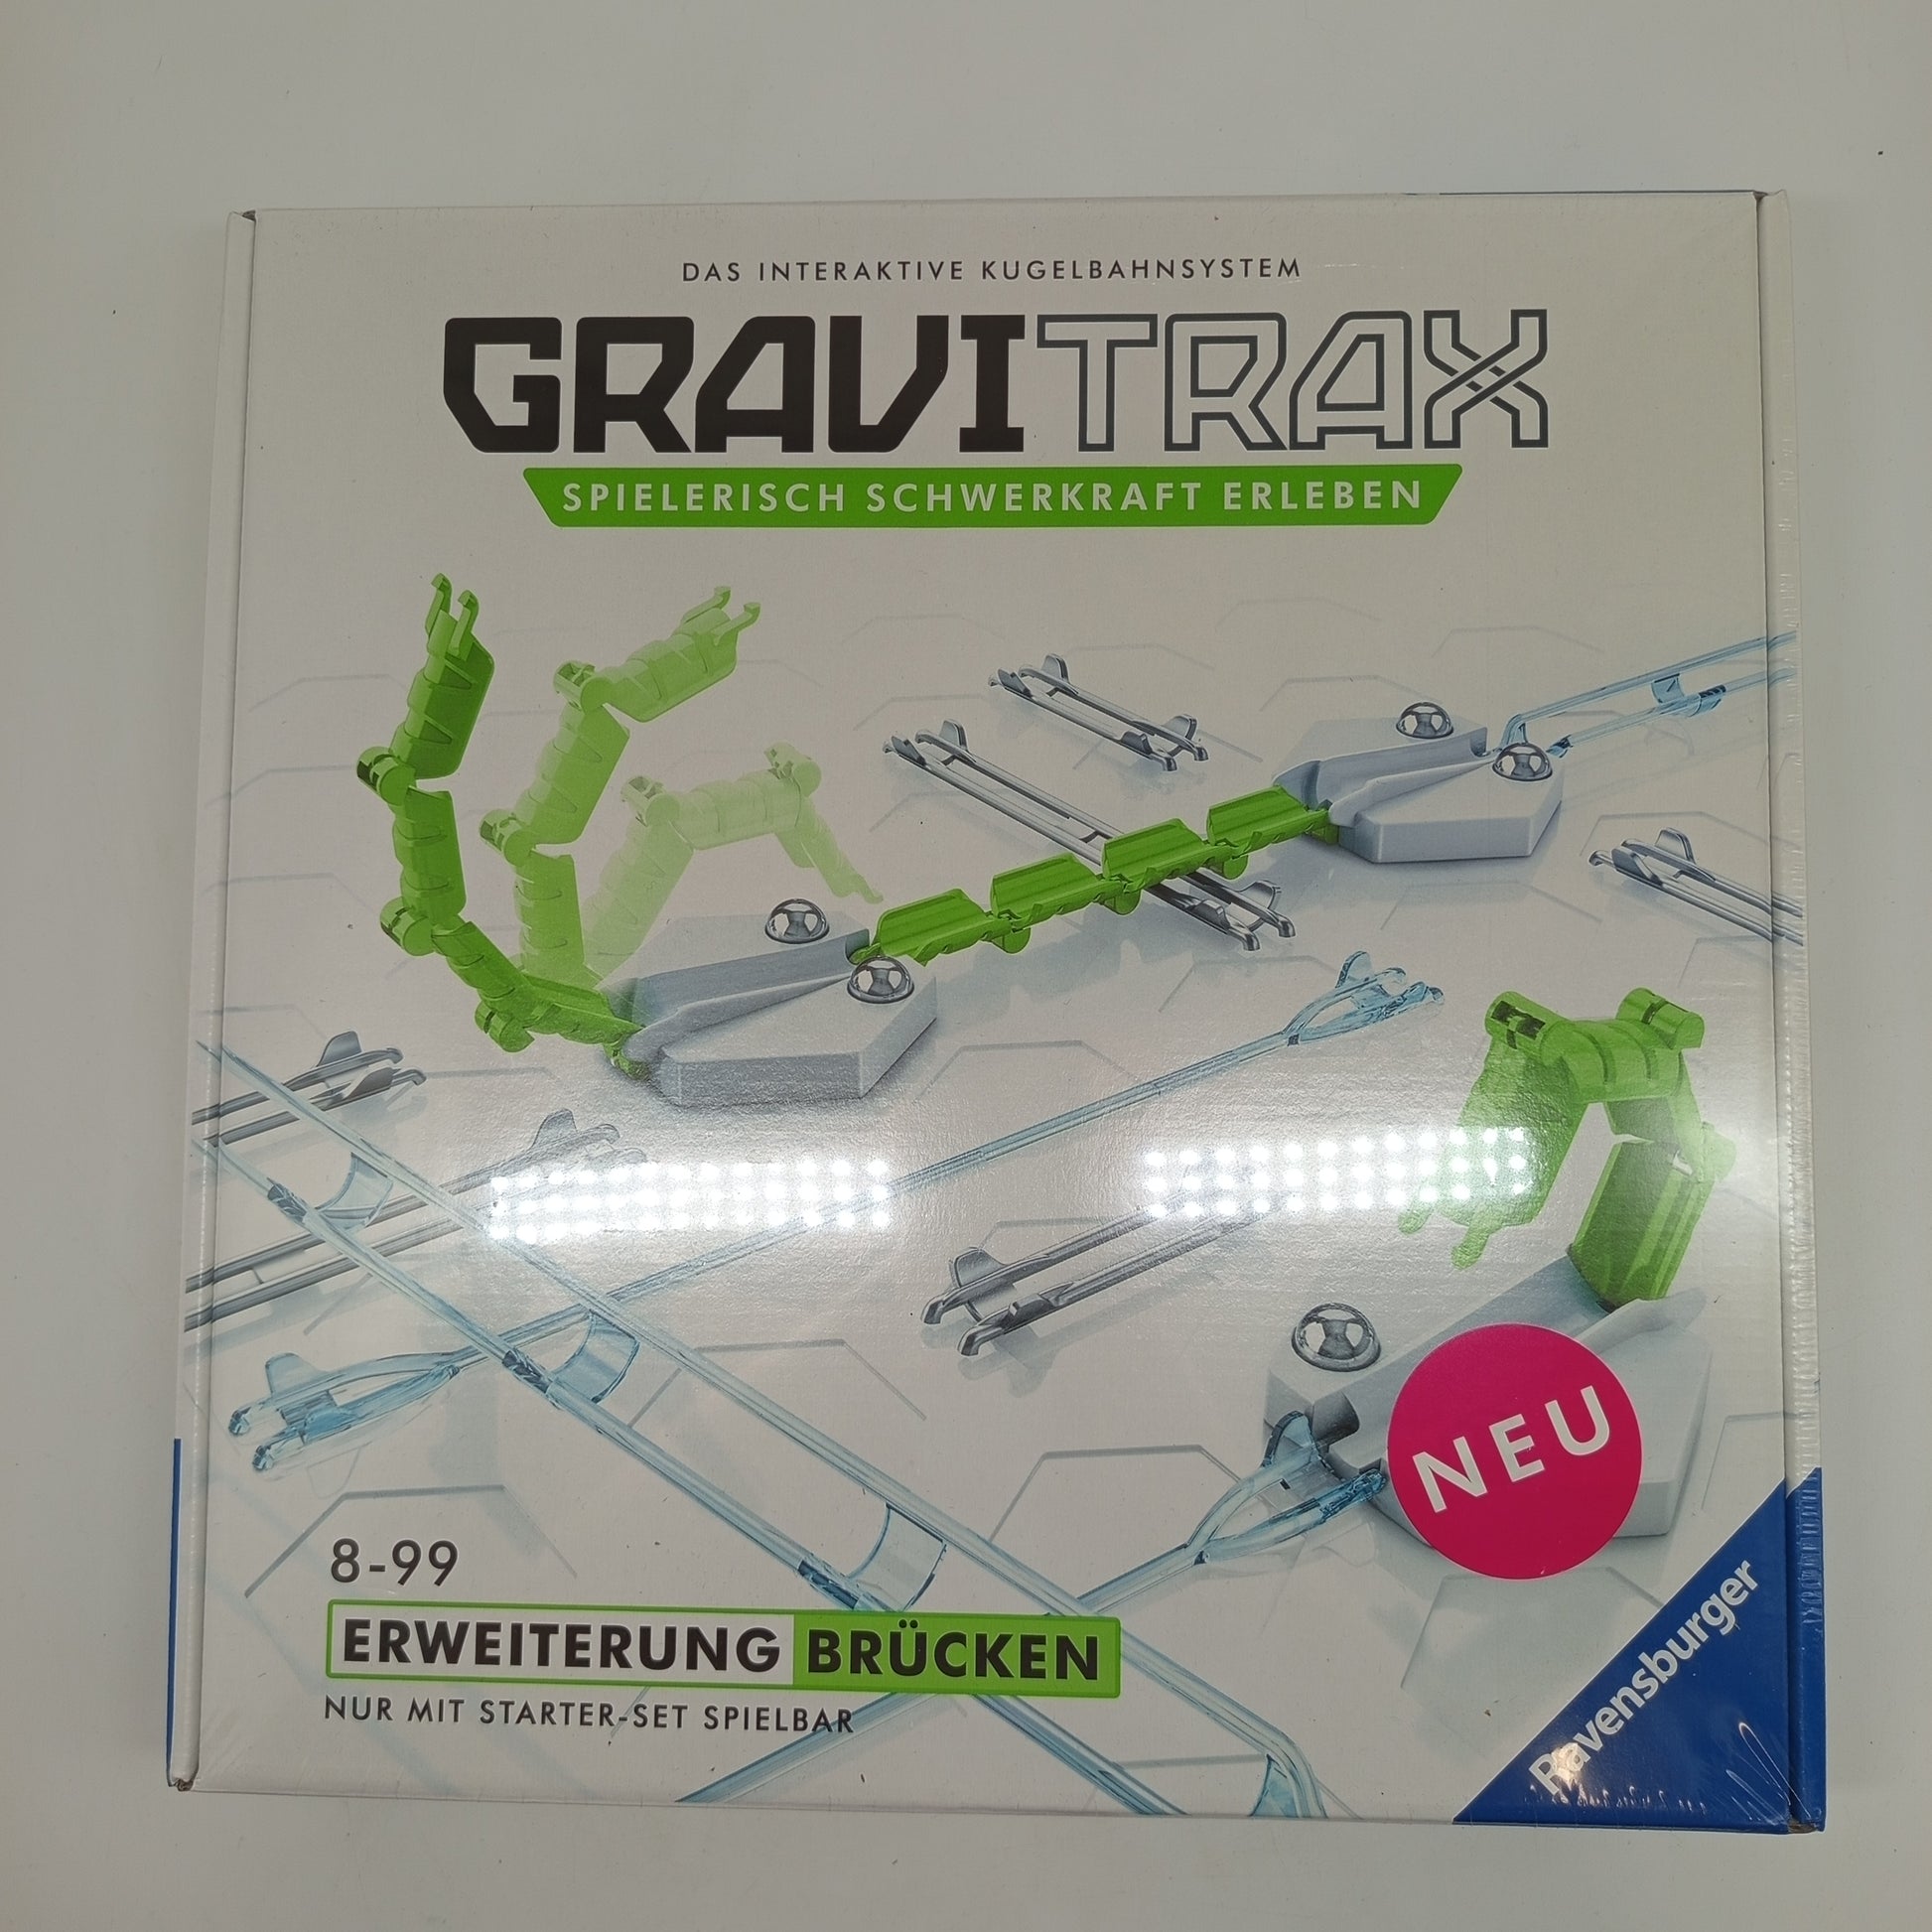 DAS INTERAKTIVE KUGELBAHNSYSTEM
GRAVITRAX
SPIELERISCH SCHWERKRAFT ERLEBEN
NEU
8-99
ERWEITERUNG BRÜCKEN
NUR MIT STARTER-SET SPIELBAR
Ravensburger